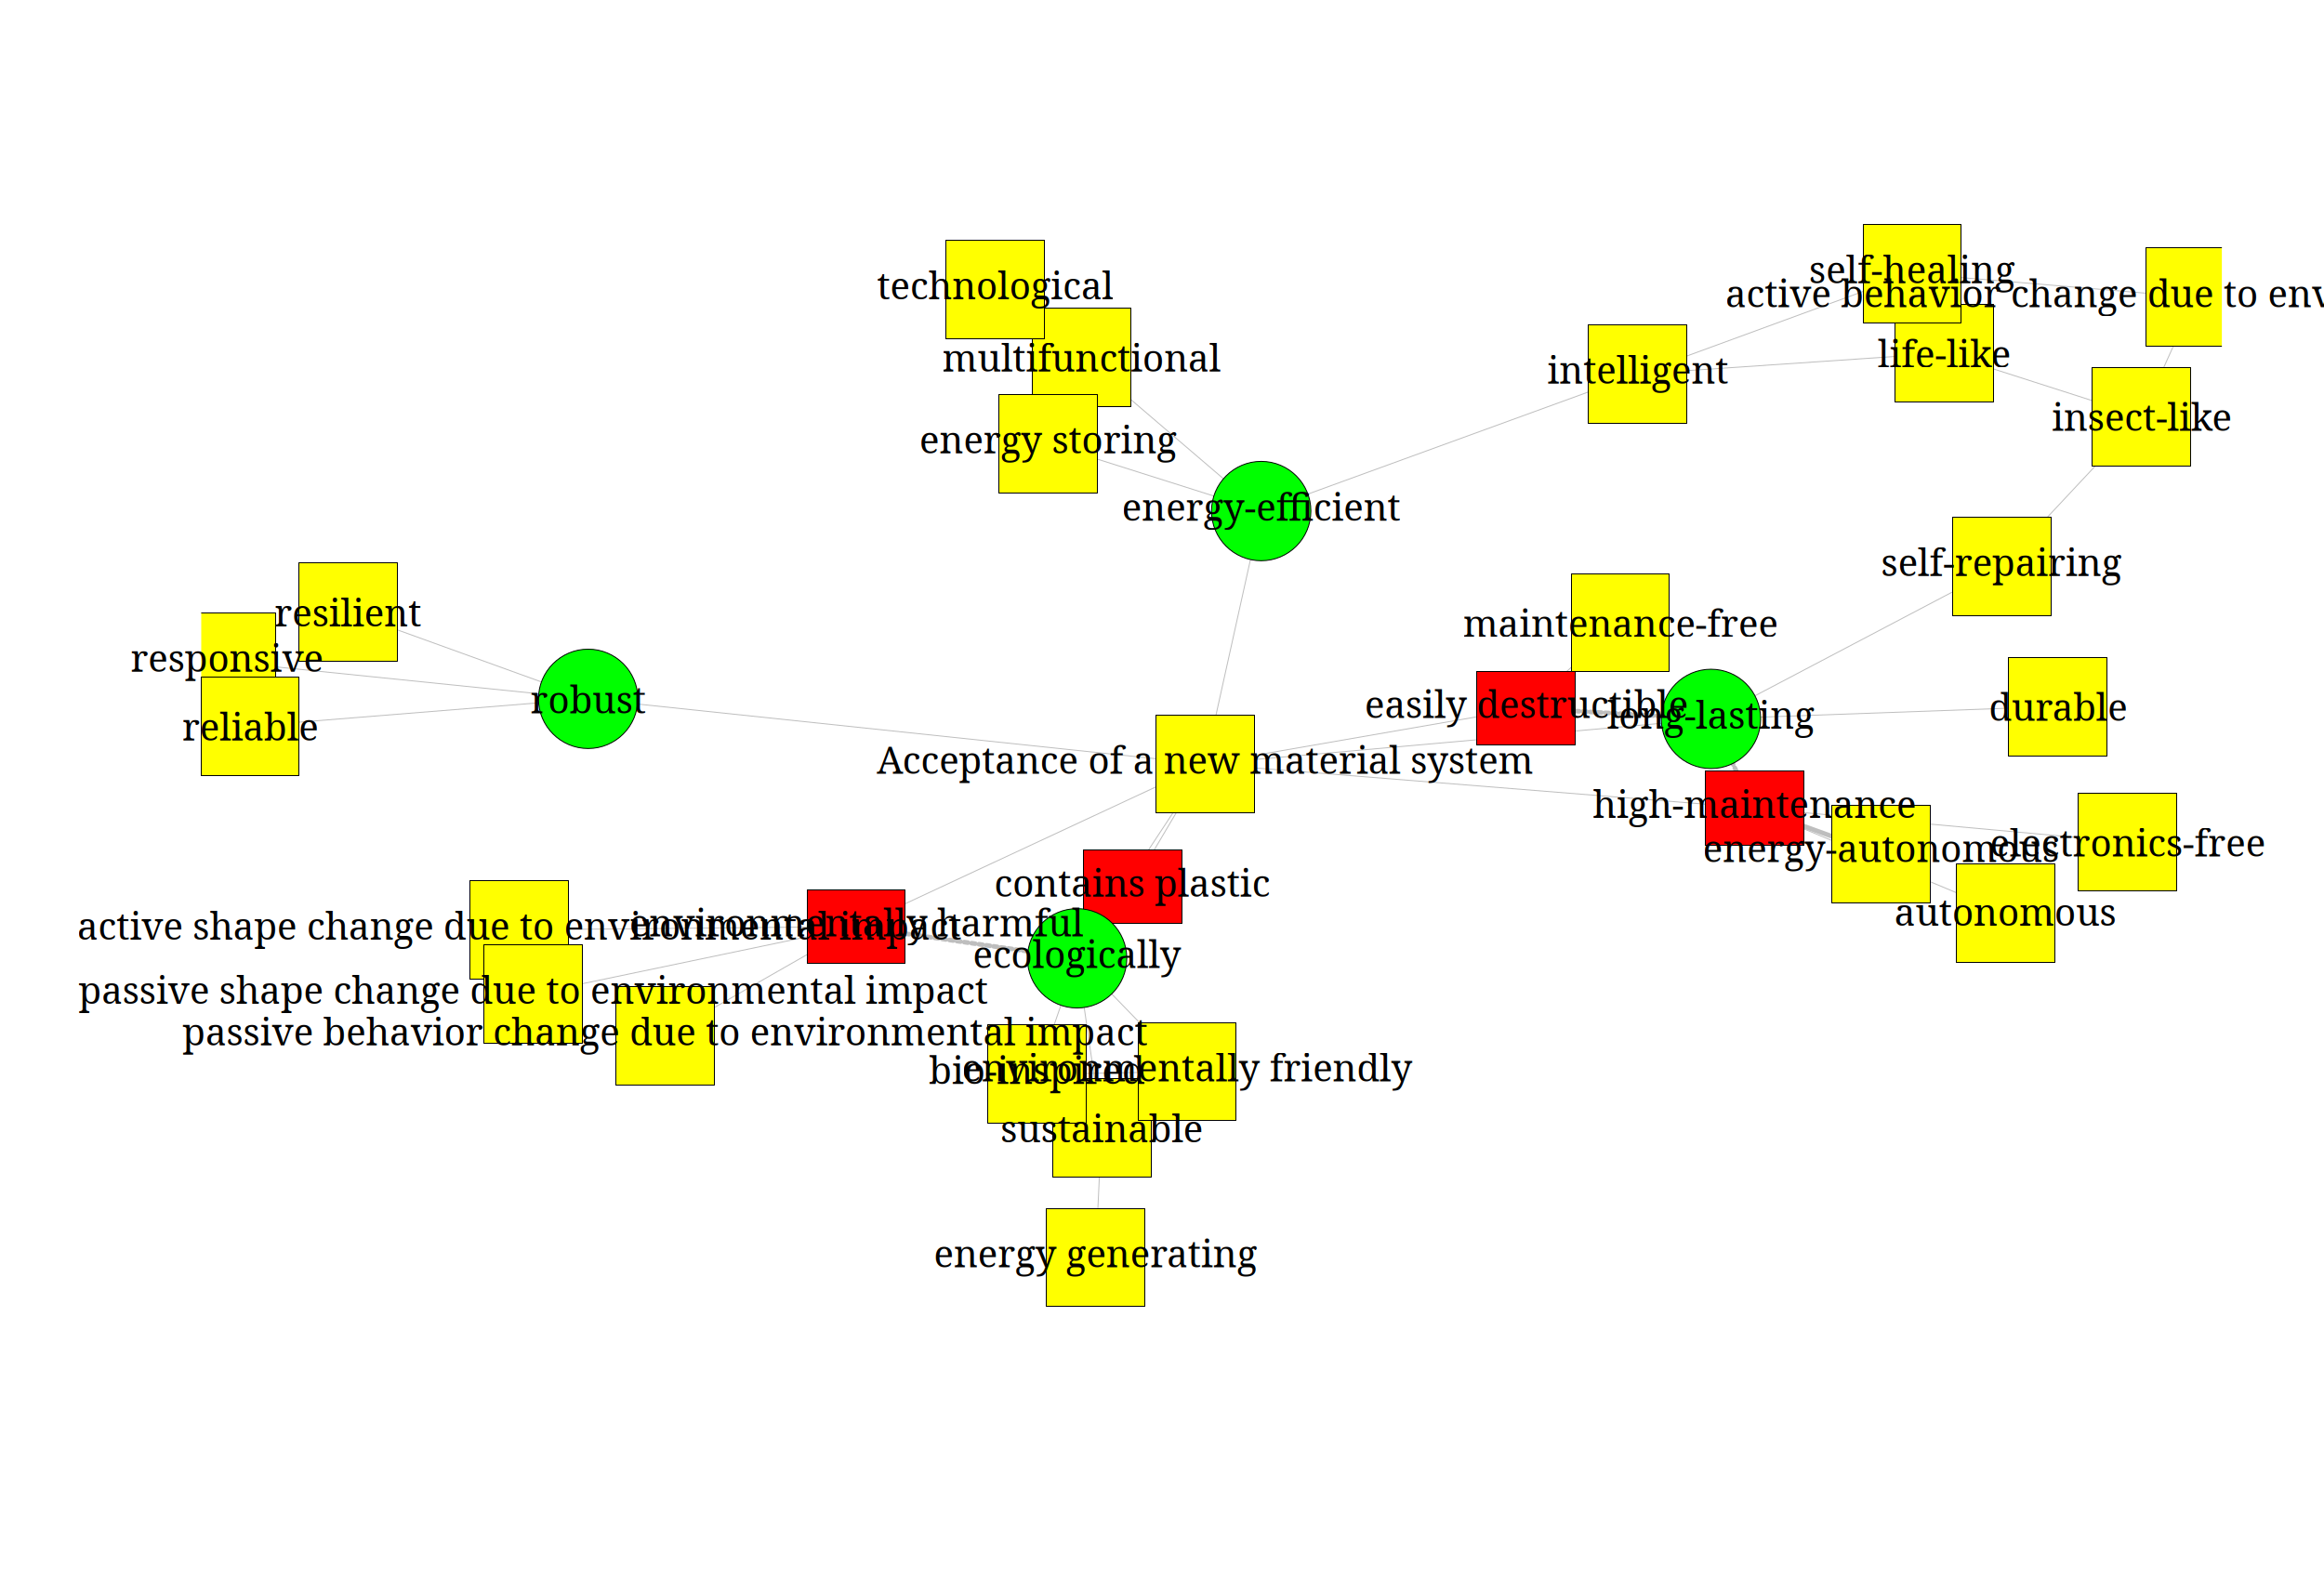 self-healing
technological
active behavior change due to env
multifunctional
life-like
intelligent
insect-like
energy storing
energy-efficient
self-repairing
resilient
maintenance-free
responsive
robust
easily destructible
durable
long-lasting
reliable
Acceptance of a new material system
high-maintenance
electronics-free
energy-autonomous
contains plastic
autonomous
environmentally harmful
active shape change due to environmental impact
ecologically
passive shape change due to environmental impact
passive behavior change due to environmental impact
environmentally friendly
bio-inspired
sustainable
energy generating